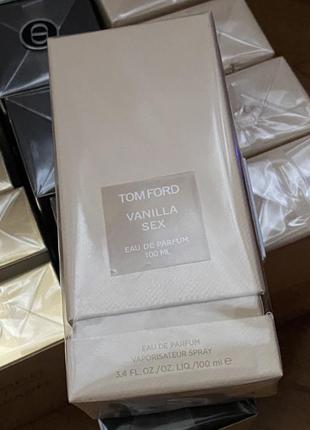 TOM FORD
VANILLA
SEX
EAU DE PARFUM
100 ML
EAU DE PARFUM
VAPORISATEUR SPRAY
3.4 FL.OZ./OZ. LIQ./100 ml e